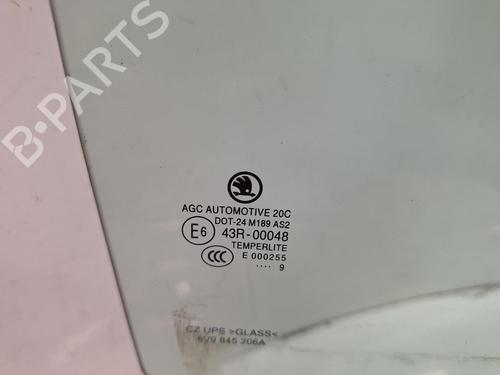 B-PARTS
AGC AUTOMOTIVE 20C
DOT-24 M189 AS2
E6 43R-00048
TEMPERLITE
CCC E 000255
.... 9
CZ UPS >GLASS<
6V9 845 206A